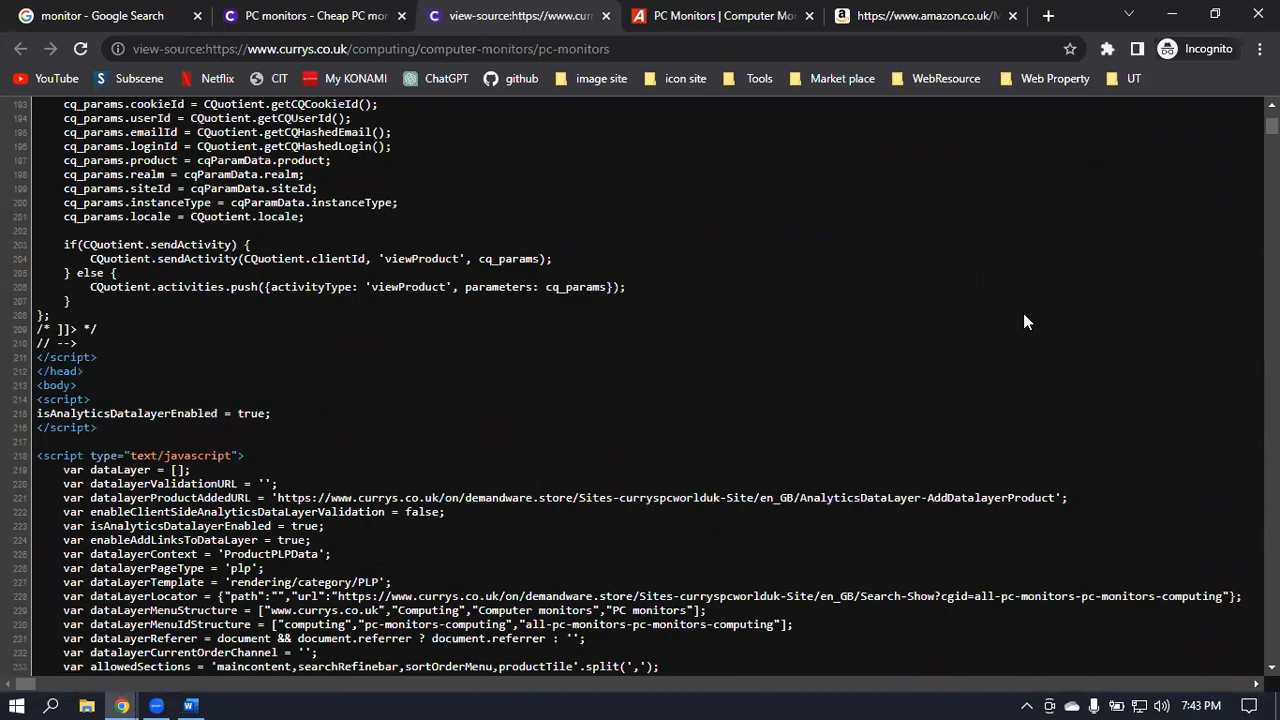 monitor - Google Search
PC monitors - Cheap PC mor
view-source:https://www.curr
PC Monitors | Computer Mon
https://www.amazon.co.uk/M
view-source:https://www.currys.co.uk/computing/computer-monitors/pc-monitors
Incognito
YouTube
Subscene
Netflix
CIT
My KONAMI
ChatGPT
github
image site
icon site
Tools
Market place
WebResource
Web Property
UT
193 cq_params.cookieId = CQuotient.getCQCookieId();
194 cq_params.userId = CQuotient.getCQUserId();
195 cq_params.emailId = CQuotient.getCQHashedEmail();
196 cq_params.loginId = CQuotient.getCQHashedLogin();
197 cq_params.product = cqParamData.product;
198 cq_params.realm = cqParamData.realm;
199 cq_params.siteId = cqParamData.siteId;
200 cq_params.instanceType = cqParamData.instanceType;
201 cq_params.locale = CQuotient.locale;
202
203 if(CQuotient.sendActivity) {
204 CQuotient.sendActivity(CQuotient.clientId, 'viewProduct', cq_params);
205 } else {
206 CQuotient.activities.push({activityType: 'viewProduct', parameters: cq_params});
207 }
208 };
209 /* ]]> */
210 // -->
211 </script>
212 </head>
213 <body>
214 <script>
215 isAnalyticsDatalayerEnabled = true;
216 </script>
217
218 <script type="text/javascript">
219 var dataLayer = [];
220 var datalayerValidationURL = '';
221 var datalayerProductAddedURL = 'https://www.currys.co.uk/on/demandware.store/Sites-curryspcworlduk-Site/en_GB/AnalyticsDataLayer-AddDatalayerProduct';
222 var enableClientSideAnalyticsDataLayerValidation = false;
223 var isAnalyticsDatalayerEnabled = true;
224 var enableAddLinksToDataLayer = true;
225 var datalayerContext = 'ProductPLPData';
226 var datalayerPageType = 'plp';
227 var dataLayerTemplate = 'rendering/category/PLP';
228 var dataLayerLocator = {"path":"","url":"https://www.currys.co.uk/on/demandware.store/Sites-curryspcworlduk-Site/en_GB/Search-Show?cgid=all-pc-monitors-pc-monitors-computing"};
229 var dataLayerMenuStructure = ["www.currys.co.uk","Computing","Computer monitors","PC monitors"];
230 var dataLayerMenuIdStructure = ["computing","pc-monitors-computing","all-pc-monitors-pc-monitors-computing"];
231 var dataLayerReferer = document && document.referrer ? document.referrer : '';
232 var datalayerCurrentOrderChannel = '';
233 var allowedSections = 'maincontent,searchRefinebar,sortOrderMenu,productTile'.split(',');
7:43 PM